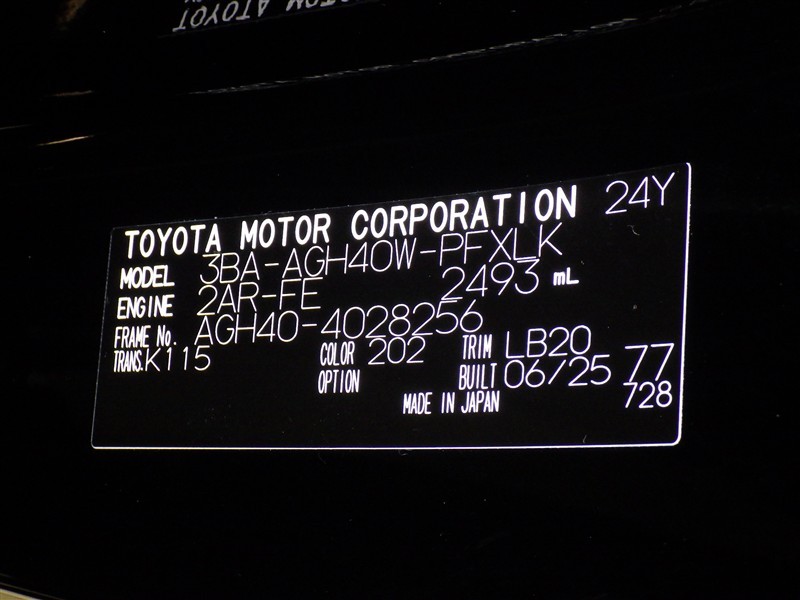 TOYOTA MOTOR CORPORATION 24Y
MODEL 3BA-AGH40W-PFXLK
ENGINE 2AR-FE 2493 mL
FRAME No. AGH40-4028256
TRANS. K115 COLOR 202 TRIM LB20
OPTION BUILT 06/25 77
MADE IN JAPAN 728